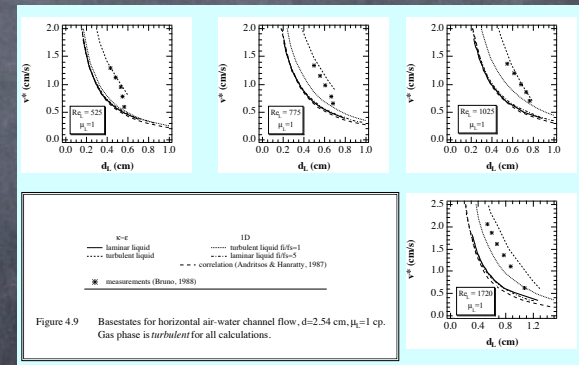 2.0
1.5
1.0
0.5
0.0
v* (cm/s)
Re_L = 525
μ_L=1
0.0 0.2 0.4 0.6 0.8 1.0
d_L (cm)
2.0
1.5
1.0
0.5
0.0
v* (cm/s)
Re_L = 775
μ_L=1
0.0 0.2 0.4 0.6 0.8 1.0
d_L (cm)
2.0
1.5
1.0
0.5
0.0
v* (cm/s)
Re_L = 1025
μ_L=1
0.0 0.2 0.4 0.6 0.8 1.0
d_L (cm)
κ-ε 1D
laminar liquid
turbulent liquid
turbulent liquid fi/fs=1
laminar liquid fi/fs=5
correlation (Andritsos & Hanratty, 1987)
measurements (Bruno, 1988)
Figure 4.9 Basestates for horizontal air-water channel flow, d=2.54 cm, μ_L=1 cp.
Gas phase is turbulent for all calculations.
2.5
2.0
1.5
1.0
0.5
0.0
v* (cm/s)
Re_L = 1720
μ_L=1
0.0 0.4 0.8 1.2
d_L (cm)